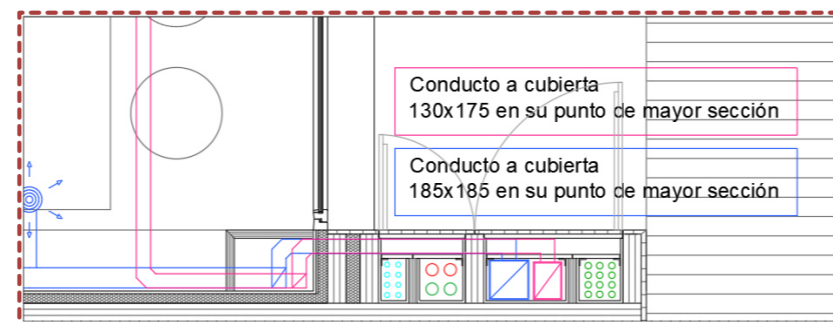 Conducto a cubierta
130x175 en su punto de mayor sección
Conducto a cubierta
185x185 en su punto de mayor sección